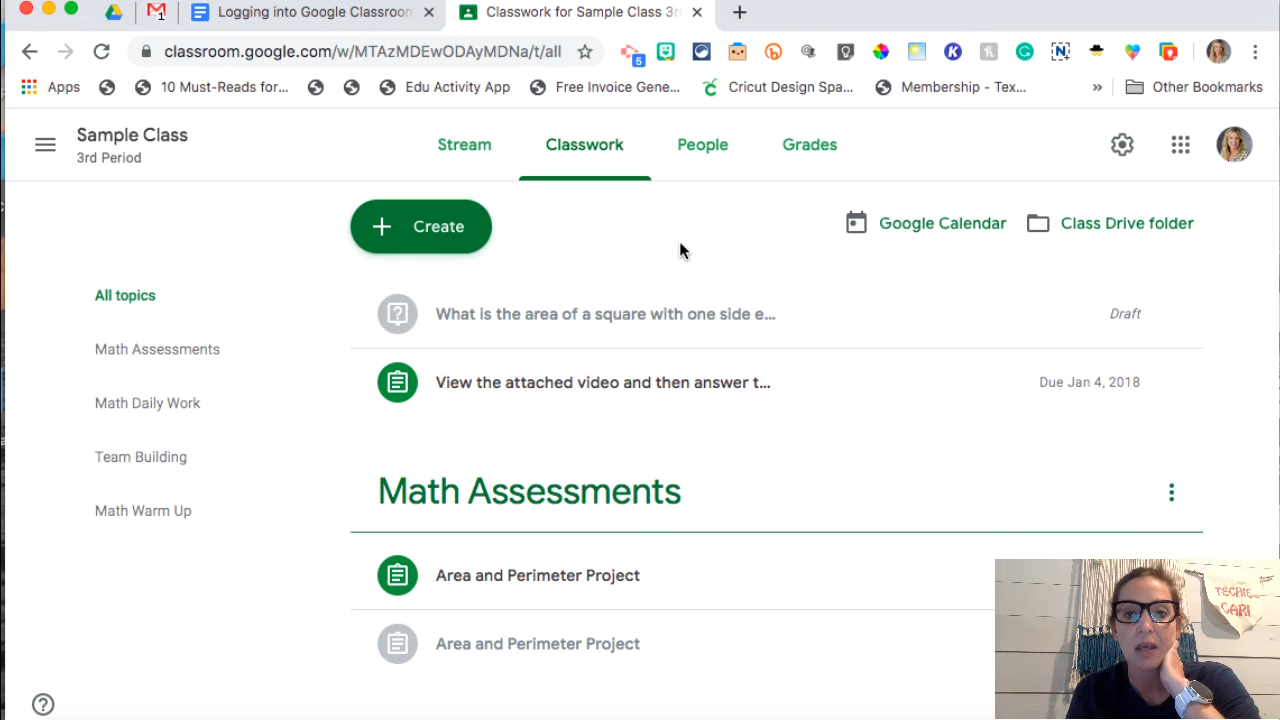 1
Logging into Google Classroom
Classwork for Sample Class 3r
classroom.google.com/w/MTAzMDEwODAyMDNa/t/all
5
Apps
10 Must-Reads for...
Edu Activity App
Free Invoice Gene...
Cricut Design Spa...
Membership - Tex...
Other Bookmarks
Sample Class
3rd Period
Stream
Classwork
People
Grades
Create
Google Calendar
Class Drive folder
All topics
Math Assessments
Math Daily Work
Team Building
Math Warm Up
What is the area of a square with one side e...
Draft
View the attached video and then answer t...
Due Jan 4, 2018
Math Assessments
Area and Perimeter Project
Area and Perimeter Project
TECHIE
CARI